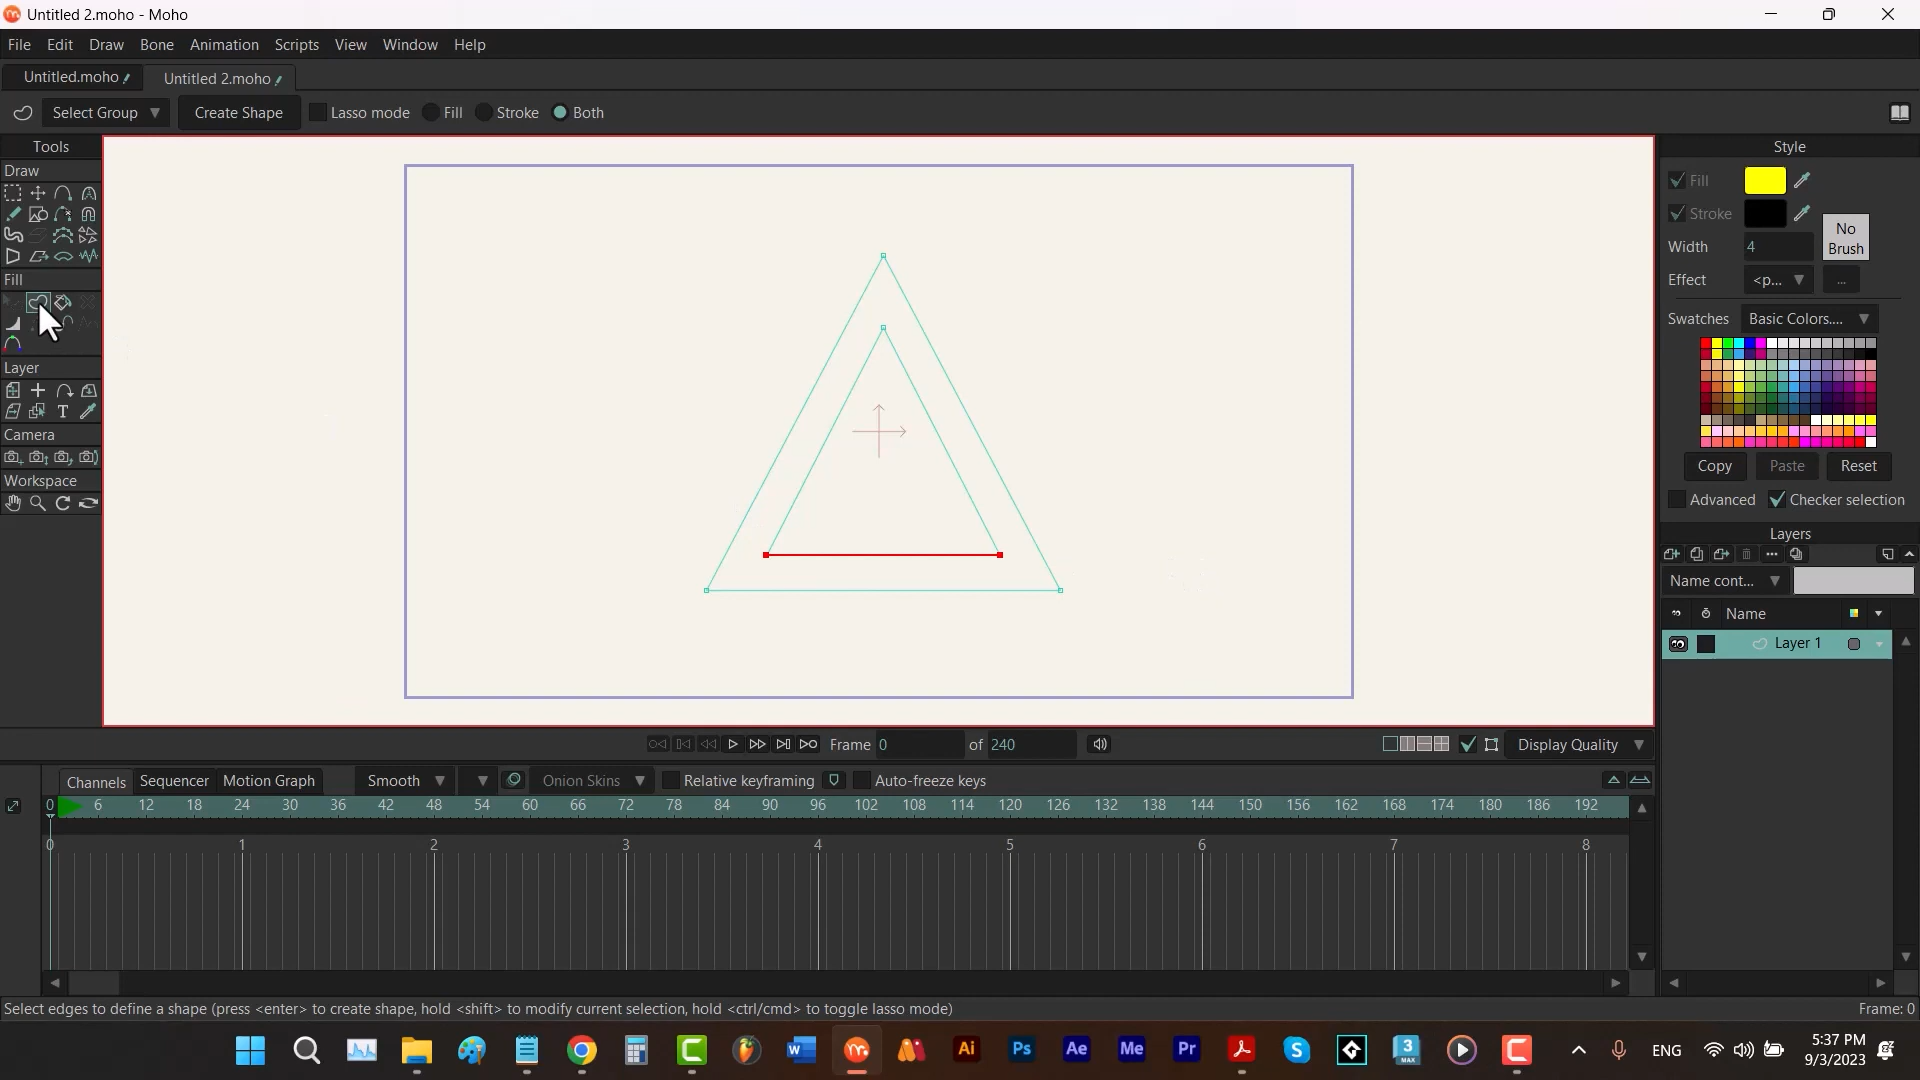 Untitled 2.moho - Moho
File Edit Draw Bone Animation Scripts View Window Help
Untitled.moho Untitled 2.moho
Select Group Create Shape Lasso mode Fill Stroke Both
Tools
Draw
Fill
Layer
T
Camera
Workspace
Style
Fill
Stroke
Width 4
No Brush
Effect <p... ...
Swatches Basic Colors....
Copy Paste Reset
Advanced Checker selection
Layers
Name cont...
Name
Layer 1
Frame 0 of 240
Display Quality
Channels Sequencer Motion Graph Smooth Onion Skins Relative keyframing Auto-freeze keys
0 6 12 18 24 30 36 42 48 54 60 66 72 78 84 90 96 102 108 114 120 126 132 138 144 150 156 162 168 174 180 186 192
0 1 2 3 4 5 6 7 8
Select edges to define a shape (press <enter> to create shape, hold <shift> to modify current selection, hold <ctrl/cmd> to toggle lasso mode)
Frame: 0
Ai Ps Ae Me Pr S 3 MAX C
ENG
5:37 PM
9/3/2023